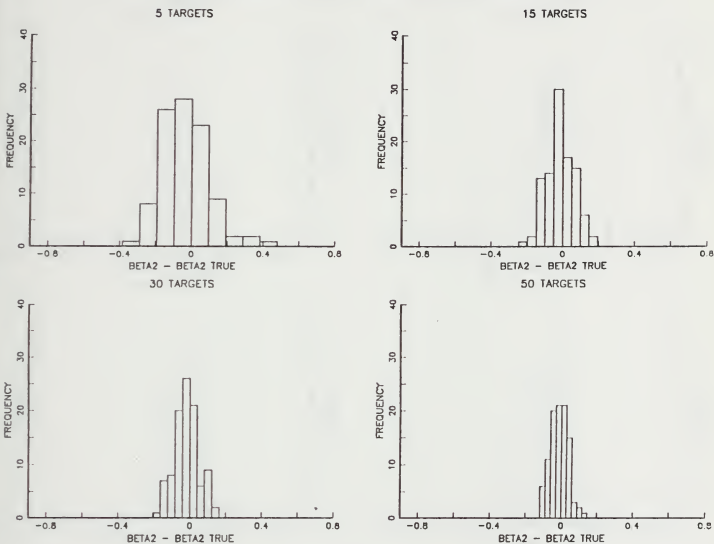 5 TARGETS
FREQUENCY
0 10 20 30 40
-0.8 -0.4 0 0.4 0.8
BETA2 - BETA2 TRUE
15 TARGETS
FREQUENCY
0 10 20 30 40
-0.8 -0.4 0 0.4 0.8
BETA2 - BETA2 TRUE
30 TARGETS
FREQUENCY
0 10 20 30 40
-0.8 -0.4 0 0.4 0.8
BETA2 - BETA2 TRUE
50 TARGETS
FREQUENCY
0 10 20 30 40
-0.8 -0.4 0 0.4 0.8
BETA2 - BETA2 TRUE